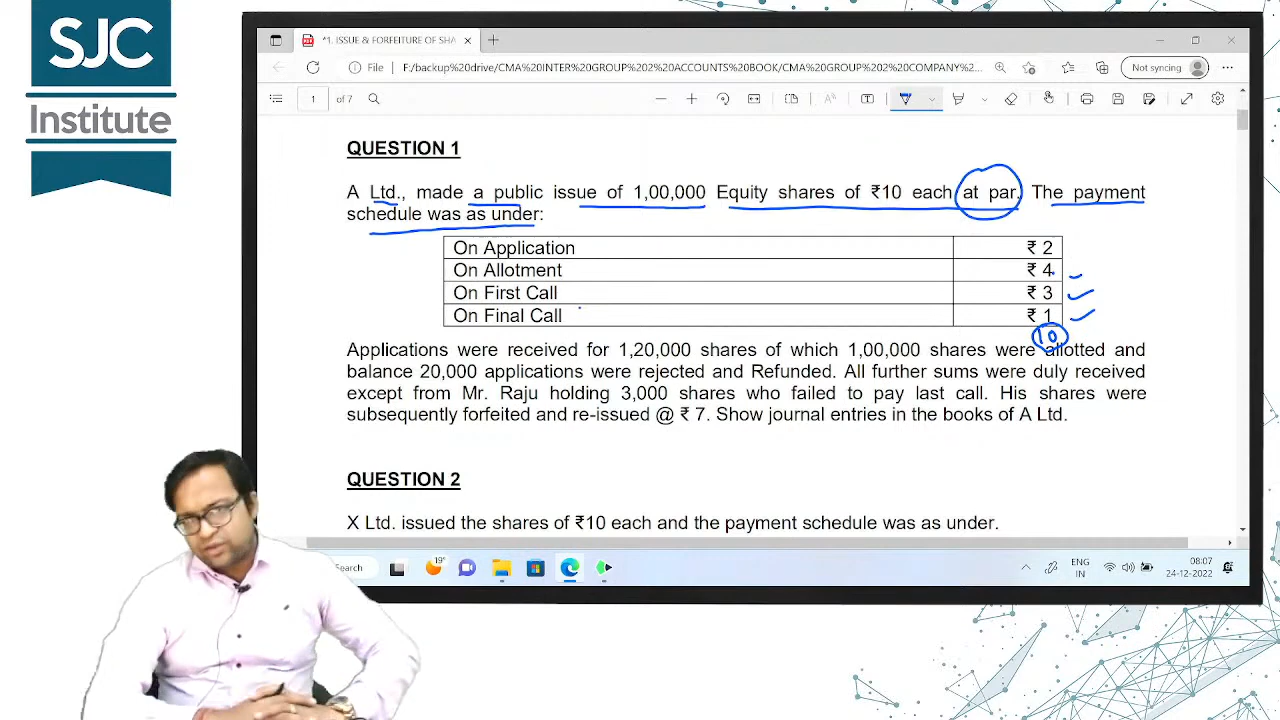 SJC
Institute
*1. ISSUE & FORFEITURE OF SHA
File F:/backup%20drive/CMA%20INTER%20GROUP%202%20ACCOUNTS%20BOOK/CMA%20GROUP%202%20COMPANY%2... Not syncing
1 of 7
QUESTION 1
A Ltd., made a public issue of 1,00,000 Equity shares of ₹10 each at par. The payment
schedule was as under:
On Application ₹ 2
On Allotment ₹ 4
On First Call ₹ 3
On Final Call ₹ 1
10
Applications were received for 1,20,000 shares of which 1,00,000 shares were allotted and
balance 20,000 applications were rejected and Refunded. All further sums were duly received
except from Mr. Raju holding 3,000 shares who failed to pay last call. His shares were
subsequently forfeited and re-issued @ ₹ 7. Show journal entries in the books of A Ltd.
QUESTION 2
X Ltd. issued the shares of ₹10 each and the payment schedule was as under.
Search 19° ENG 08:07
IN 24-12-2022